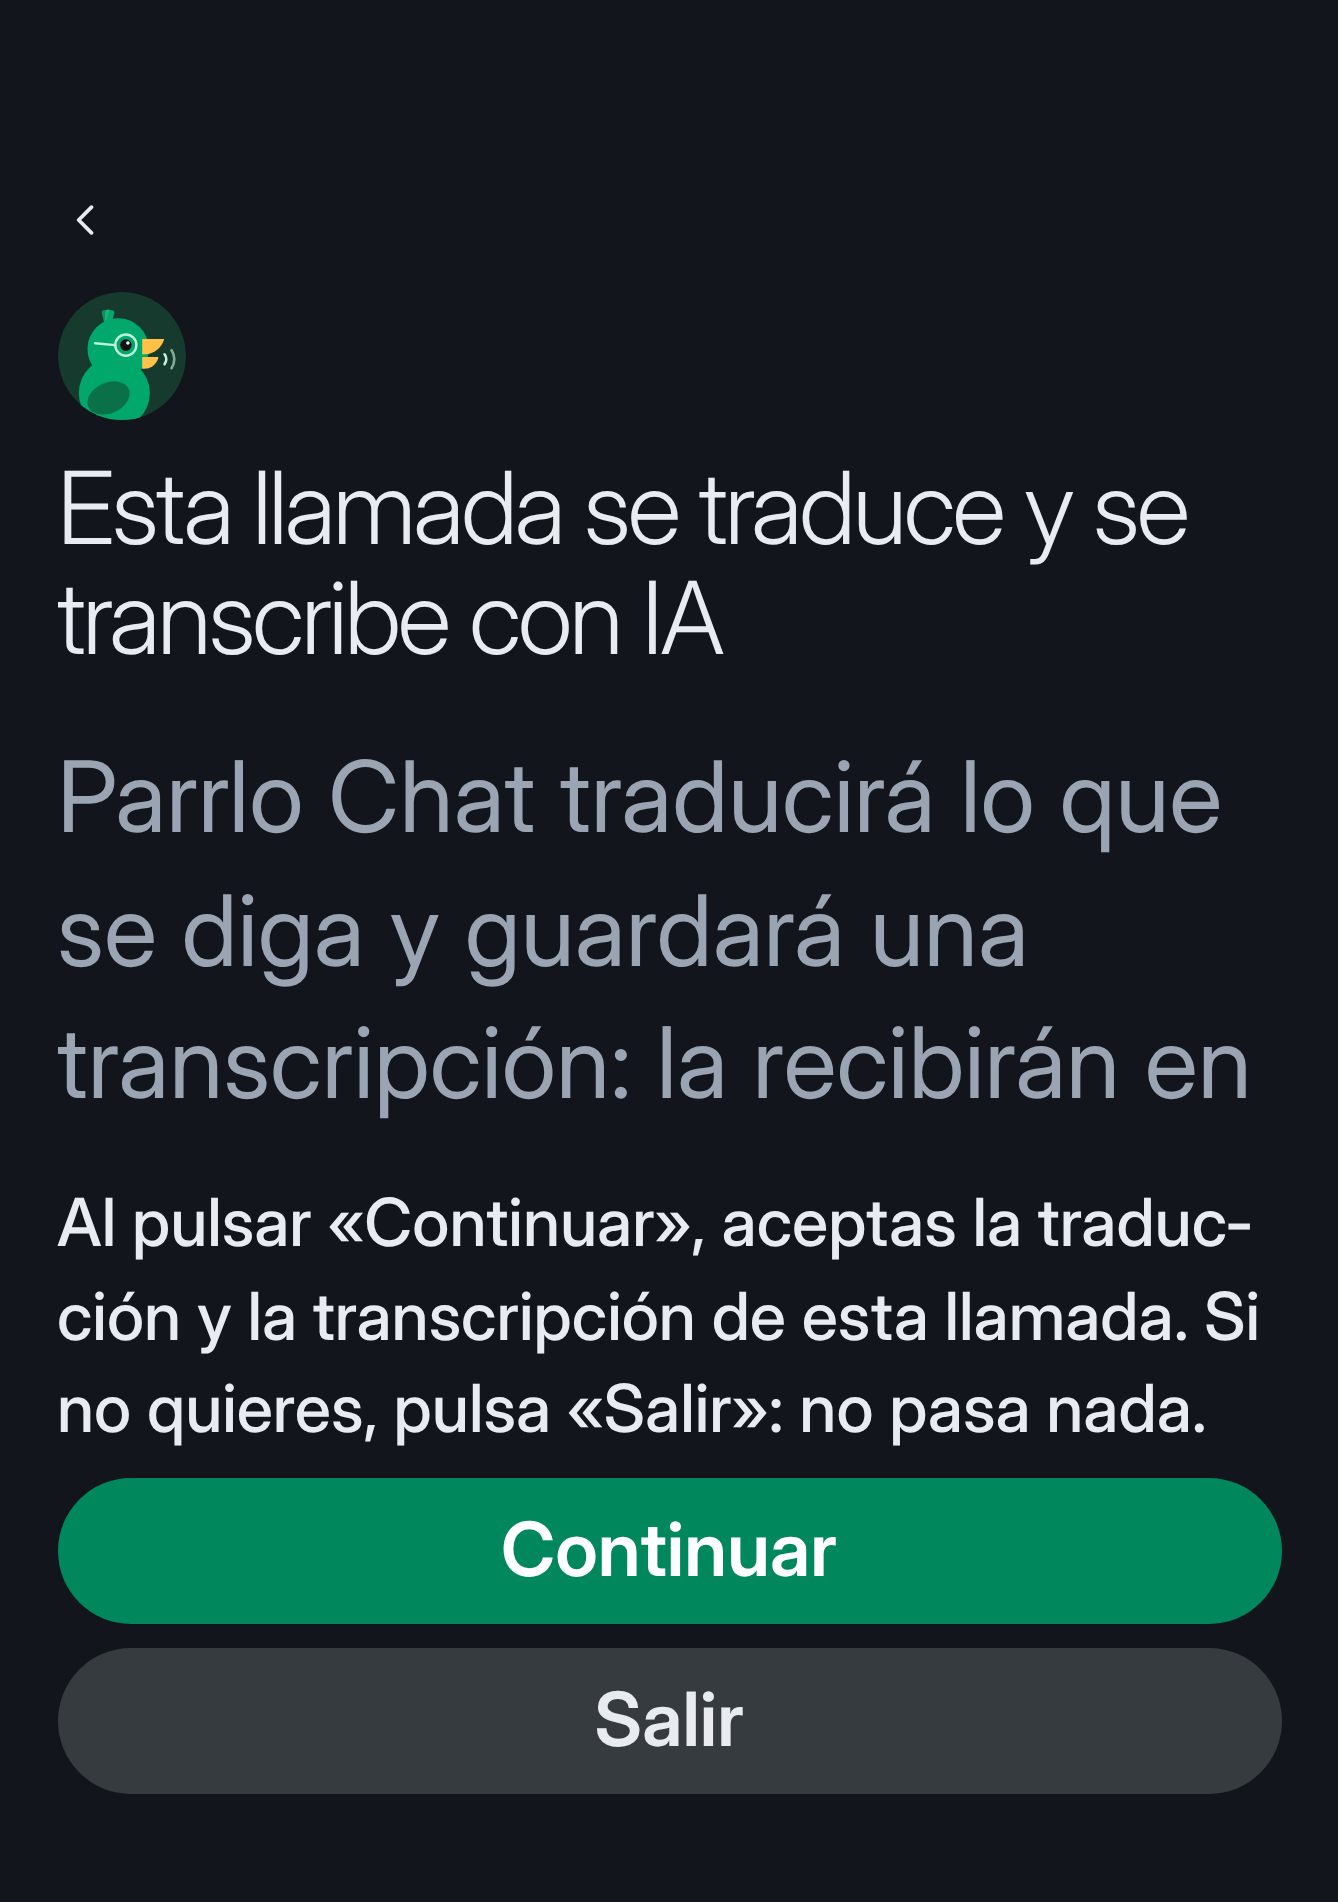 Esta llamada se traduce y se
transcribe con IA
Parrlo Chat traducirá lo que
se diga y guardará una
transcripción: la recibirán en
Al pulsar «Continuar», aceptas la traduc-
ción y la transcripción de esta llamada. Si
no quieres, pulsa «Salir»: no pasa nada.
Continuar
Salir